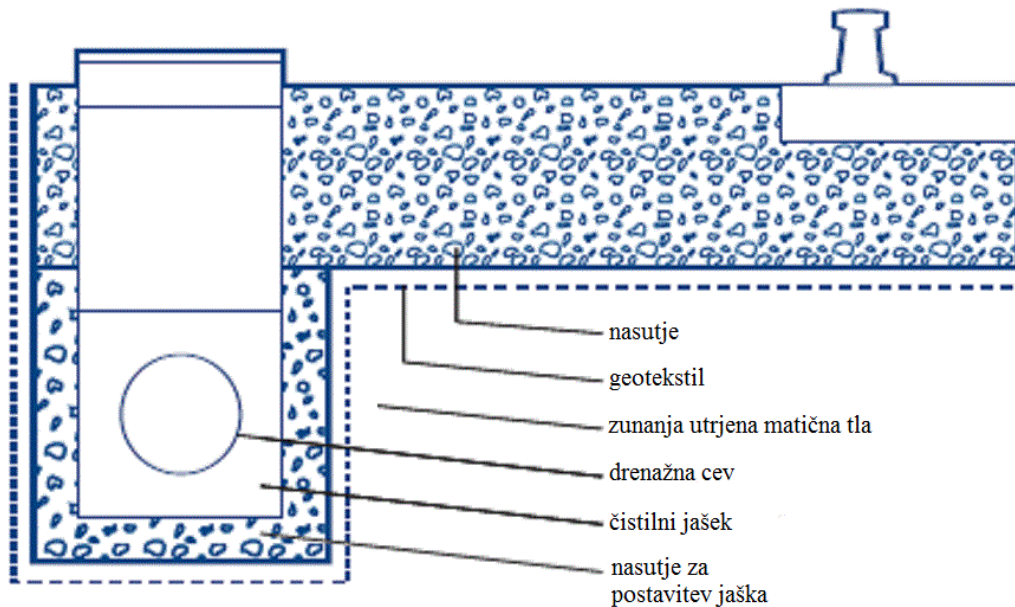 nasutje
geotekstil
zunanja utrjena matična tla
drenažna cev
čistilni jašek
nasutje za
postavitev jaška